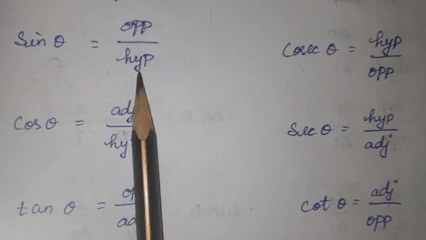 Sin θ = opp/hyp
Cosec θ = hyp/opp
Cos θ = adj
Sec θ = hyp/adj
tan θ =
Cot θ = adj/opp